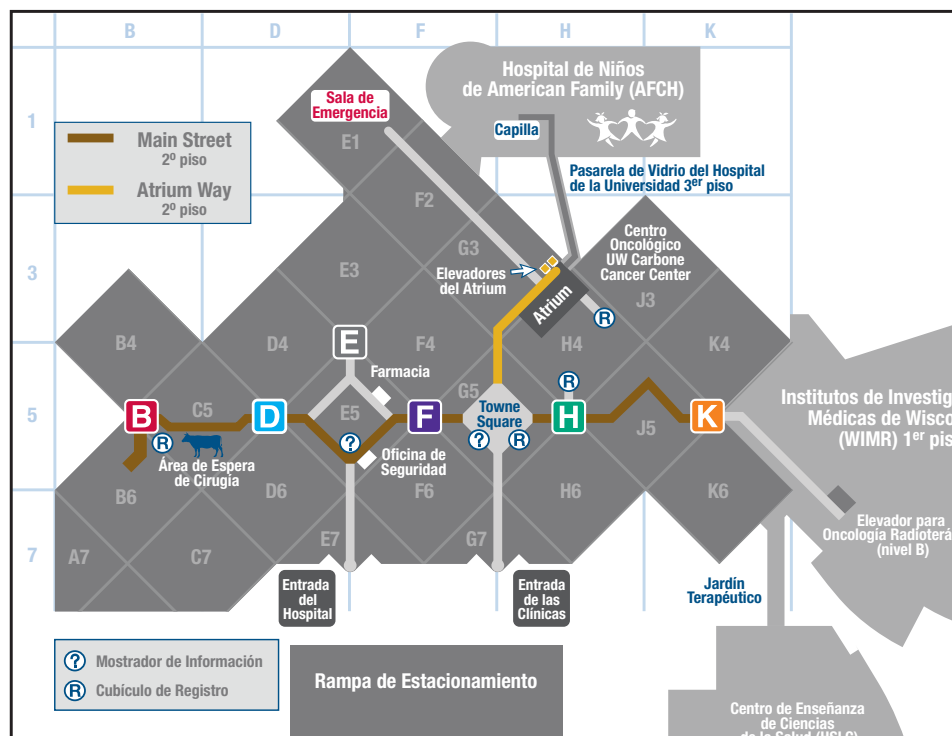 B
D
F
H
K
1
3
5
7
Hospital de Niños
de American Family (AFCH)
Sala de
Emergencia
Capilla
E1
Main Street
2º piso
Atrium Way
2º piso
Pasarela de Vidrio del Hospital
de la Universidad 3er piso
F2
G3
E3
Centro
Oncológico
UW Carbone
Cancer Center
Elevadores
del Atrium
Atrium
J3
R
B4
D4
E
F4
H4
K4
Farmacia
G5
R
B
C5
D
E5
F
Towne
Square
H
J5
K
R
?
?
R
Área de Espera
de Cirugía
Oficina de
Seguridad
Institutos de Investig
Médicas de Wisco
(WIMR) 1er pis
B6
D6
F6
H6
K6
A7
C7
E7
G7
Elevador para
Oncología Radioterá
(nivel B)
Entrada
del
Hospital
Entrada
de las
Clínicas
Jardín
Terapéutico
? Mostrador de Información
R Cubículo de Registro
Rampa de Estacionamiento
Centro de Enseñanza
de Ciencias
de la Salud (HSLC)